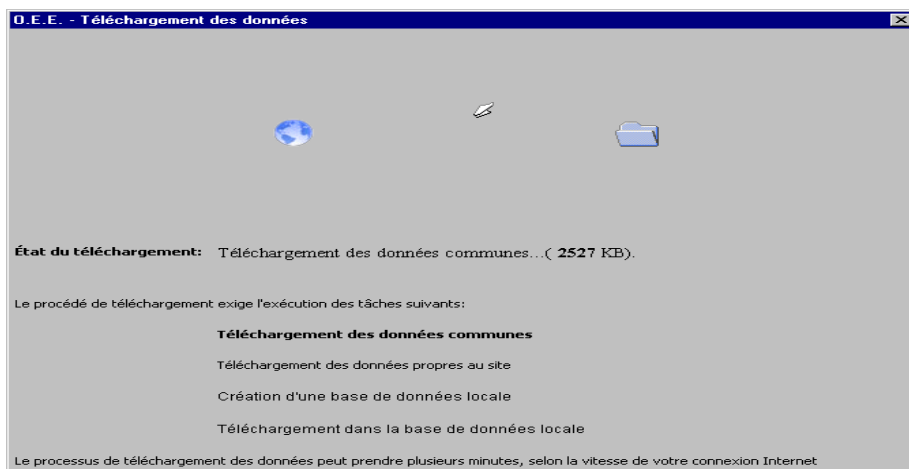 O.E.E. - Téléchargement des données
État du téléchargement: Téléchargement des données communes...( 2527 KB).
Le procédé de téléchargement exige l'exécution des tâches suivants:
Téléchargement des données communes
Téléchargement des données propres au site
Création d'une base de données locale
Téléchargement dans la base de données locale
Le processus de téléchargement des données peut prendre plusieurs minutes, selon la vitesse de votre connexion Internet